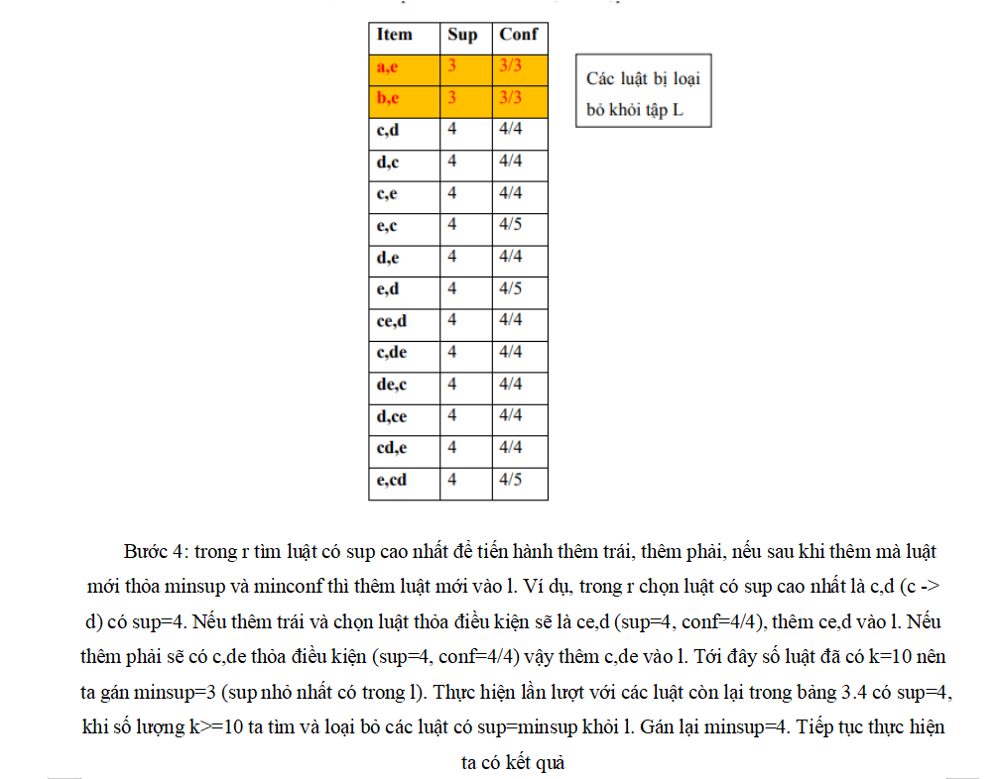 Item Sup Conf
a,e 3 3/3
b,e 3 3/3
c,d 4 4/4
d,c 4 4/4
c,e 4 4/4
e,c 4 4/5
d,e 4 4/4
e,d 4 4/5
ce,d 4 4/4
c,de 4 4/4
de,c 4 4/4
d,ce 4 4/4
cd,e 4 4/4
e,cd 4 4/5
Các luật bị loại
bỏ khỏi tập L
Bước 4: trong r tìm luật có sup cao nhất để tiến hành thêm trái, thêm phải, nếu sau khi thêm mà luật
mới thỏa minsup và minconf thì thêm luật mới vào l. Ví dụ, trong r chọn luật có sup cao nhất là c,d (c ->
d) có sup=4. Nếu thêm trái và chọn luật thỏa điều kiện sẽ là ce,d (sup=4, conf=4/4), thêm ce,d vào l. Nếu
thêm phải sẽ có c,de thỏa điều kiện (sup=4, conf=4/4) vậy thêm c,de vào l. Tới đây số luật đã có k=10 nên
ta gán minsup=3 (sup nhỏ nhất có trong l). Thực hiện lần lượt với các luật còn lại trong bảng 3.4 có sup=4,
khi số lượng k>=10 ta tìm và loại bỏ các luật có sup=minsup khỏi l. Gán lại minsup=4. Tiếp tục thực hiện
ta có kết quả